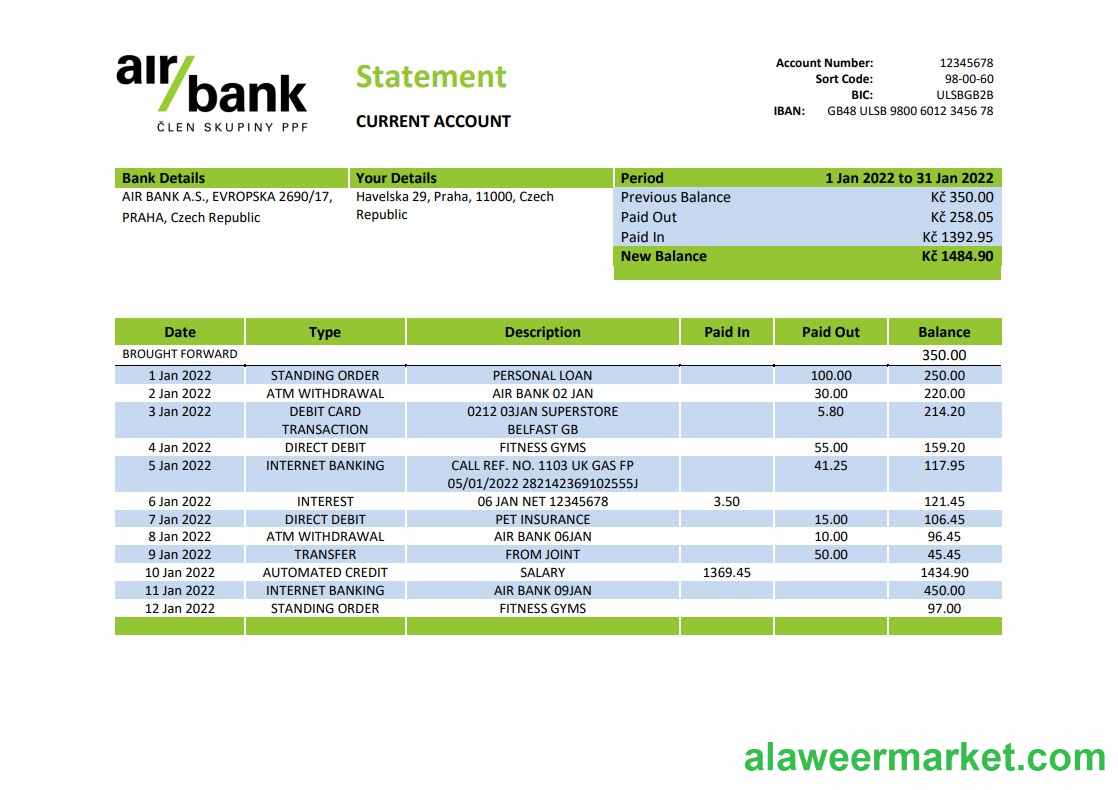 air bank
ČLEN SKUPINY PPF
Statement
CURRENT ACCOUNT
Account Number: 12345678
Sort Code: 98-00-60
BIC: ULSBGB2B
IBAN: GB48 ULSB 9800 6012 3456 78
Bank Details
AIR BANK A.S., EVROPSKA 2690/17,
PRAHA, Czech Republic
Your Details
Havelska 29, Praha, 11000, Czech
Republic
Period 1 Jan 2022 to 31 Jan 2022
Previous Balance Kč 350.00
Paid Out Kč 258.05
Paid In Kč 1392.95
New Balance Kč 1484.90
Date Type Description Paid In Paid Out Balance
BROUGHT FORWARD 350.00
1 Jan 2022 STANDING ORDER PERSONAL LOAN 100.00 250.00
2 Jan 2022 ATM WITHDRAWAL AIR BANK 02 JAN 30.00 220.00
3 Jan 2022 DEBIT CARD 0212 03JAN SUPERSTORE 5.80 214.20
TRANSACTION BELFAST GB
4 Jan 2022 DIRECT DEBIT FITNESS GYMS 55.00 159.20
5 Jan 2022 INTERNET BANKING CALL REF. NO. 1103 UK GAS FP 41.25 117.95
05/01/2022 282142369102555J
6 Jan 2022 INTEREST 06 JAN NET 12345678 3.50 121.45
7 Jan 2022 DIRECT DEBIT PET INSURANCE 15.00 106.45
8 Jan 2022 ATM WITHDRAWAL AIR BANK 06JAN 10.00 96.45
9 Jan 2022 TRANSFER FROM JOINT 50.00 45.45
10 Jan 2022 AUTOMATED CREDIT SALARY 1369.45 1434.90
11 Jan 2022 INTERNET BANKING AIR BANK 09JAN 450.00
12 Jan 2022 STANDING ORDER FITNESS GYMS 97.00
alaweermarket.com